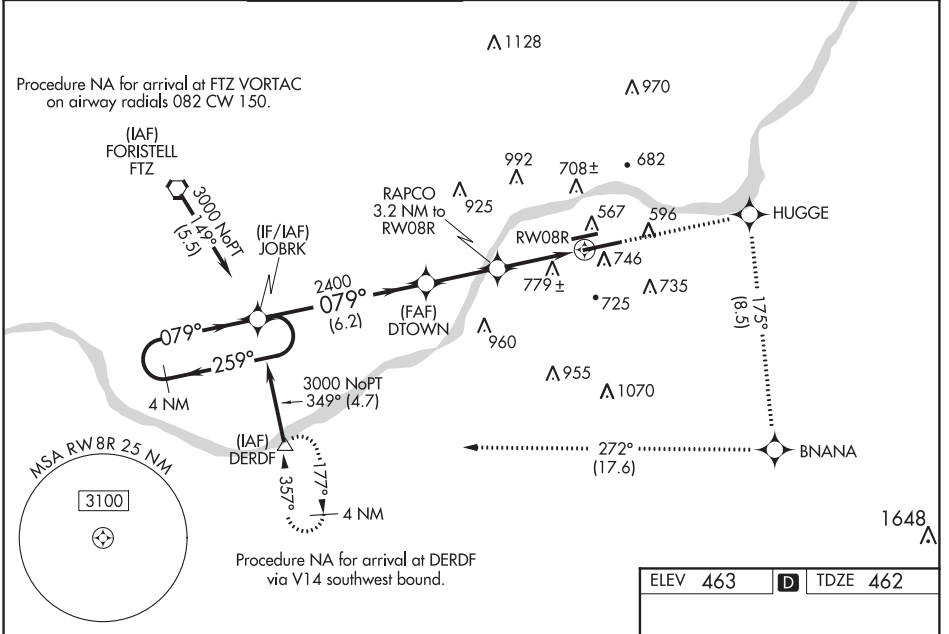 1128
Procedure NA for arrival at FTZ VORTAC
on airway radials 082 CW 150.
970
(IAF)
FORISTELL
FTZ
3000 NoPT
149°
(5.5)
992
708±
682
925
RAPCO
3.2 NM to
RW08R
567
596
HUGGE
(IF/IAF)
JOBRK
RW08R
746
779±
735
725
2400
079°
(6.2)
(FAF)
DTOWN
079°
259°
4 NM
960
175°
(8.5)
3000 NoPT
349° (4.7)
955
1070
(IAF)
DERDF
177°
357°
4 NM
272°
(17.6)
BNANA
MSA RW8R 25 NM
3100
1648
Procedure NA for arrival at DERDF
via V14 southwest bound.
ELEV 463 D TDZE 462